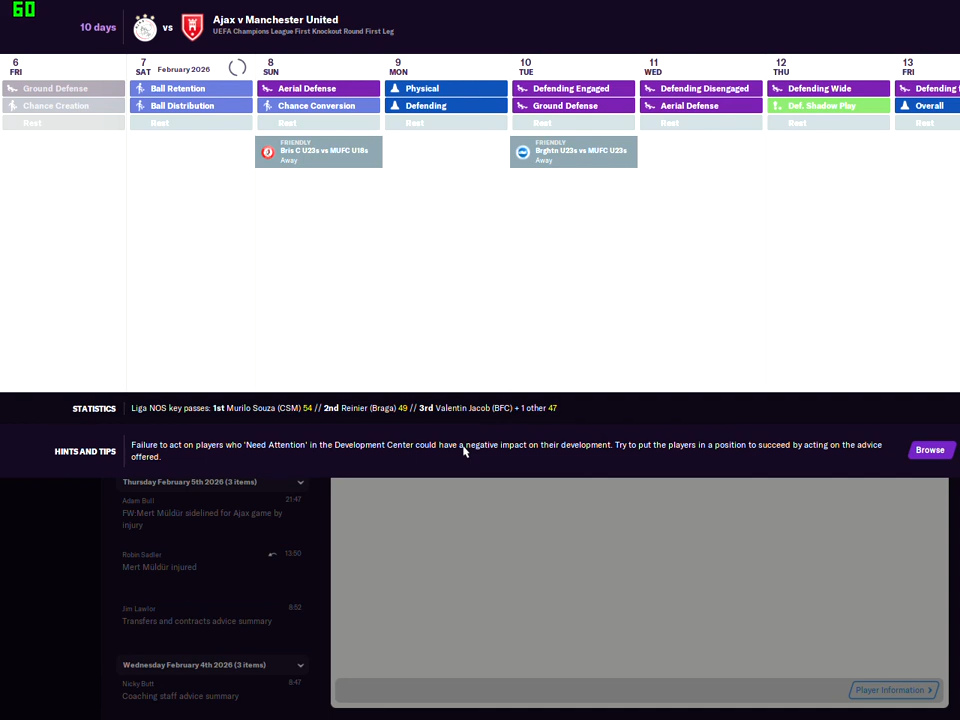 60
10 days
vs
Ajax v Manchester United
UEFA Champions League First Knockout Round First Leg
6
FRI
7
SAT February 2026
8
SUN
9
MON
10
TUE
11
WED
12
THU
13
FRI
Ground Defense
Ball Retention
Aerial Defense
Physical
Defending Engaged
Defending Disengaged
Defending Wide
Defending
Chance Creation
Ball Distribution
Chance Conversion
Defending
Ground Defense
Aerial Defense
Def. Shadow Play
Overall
Rest
Rest
Rest
Rest
Rest
Rest
Rest
Rest
FRIENDLY
Bris C U23s vs MUFC U18s
Away
FRIENDLY
Brghtn U23s vs MUFC U23s
Away
STATISTICS
Liga NOS key passes: 1st Murilo Souza (CSM) 54 // 2nd Reinier (Braga) 49 // 3rd Valentin Jacob (BFC) + 1 other 47
HINTS AND TIPS
Failure to act on players who 'Need Attention' in the Development Center could have a negative impact on their development. Try to put the players in a position to succeed by acting on the advice
offered.
Browse
Thursday February 5th 2026 (3 items)
Adam Bull 21:47
FW:Mert Müldür sidelined for Ajax game by
injury
Robin Sadler 13:50
Mert Müldür injured
Jim Lawlor 8:52
Transfers and contracts advice summary
Wednesday February 4th 2026 (3 items)
Nicky Butt 8:47
Coaching staff advice summary
Player Information